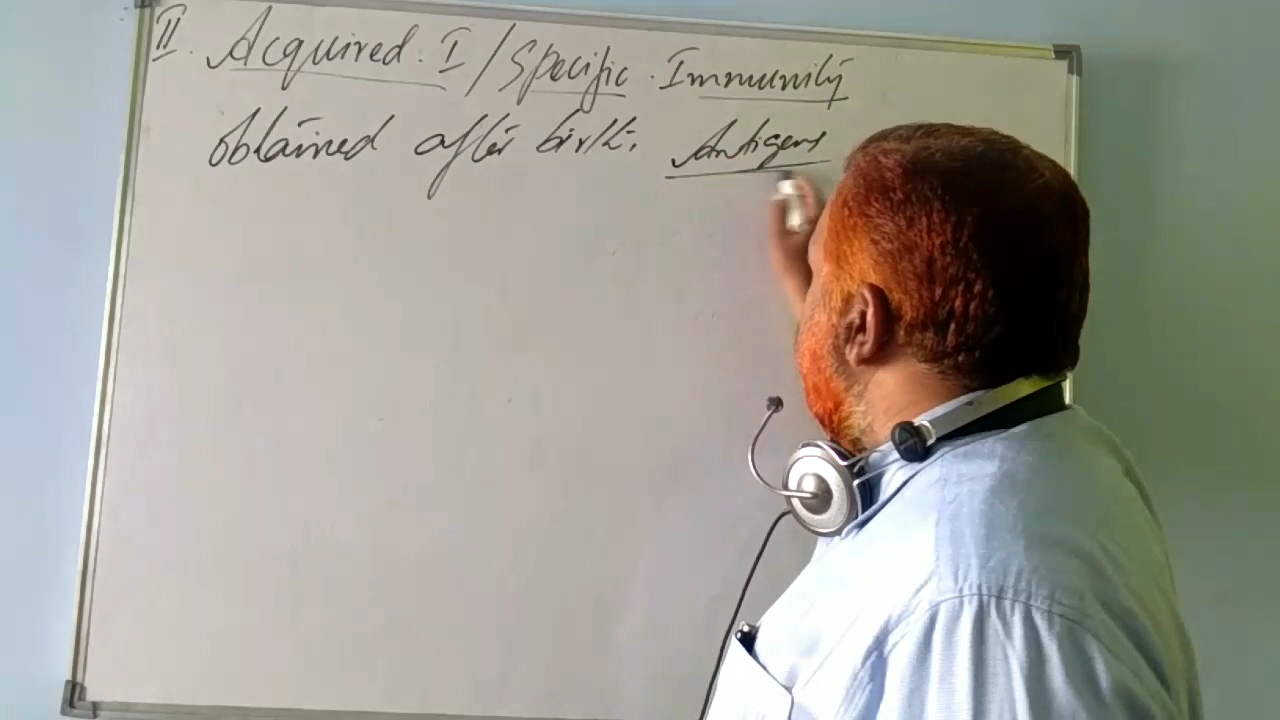 II. Acquired. I / Specific. Immunity
Obtained after birth. Antigens